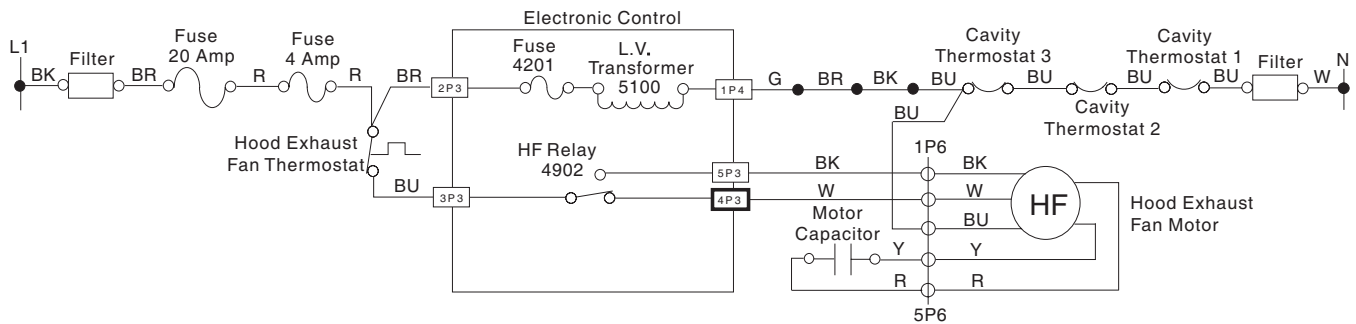 Electronic Control
L1
Filter
Fuse
20 Amp
Fuse
4 Amp
Fuse
4201
L.V.
Transformer
5100
Cavity
Thermostat 3
Cavity
Thermostat 1
Filter
N
BK
BR
R
R
BR
2P3
1P4
G
BR
BK
BU
BU
BU
BU
W
Cavity
Thermostat 2
BU
Hood Exhaust
Fan Thermostat
HF Relay
4902
1P6
5P3
BK
BK
BU
3P3
4P3
W
W
HF
Hood Exhaust
Fan Motor
Motor
Capacitor
BU
Y
Y
R
R
5P6